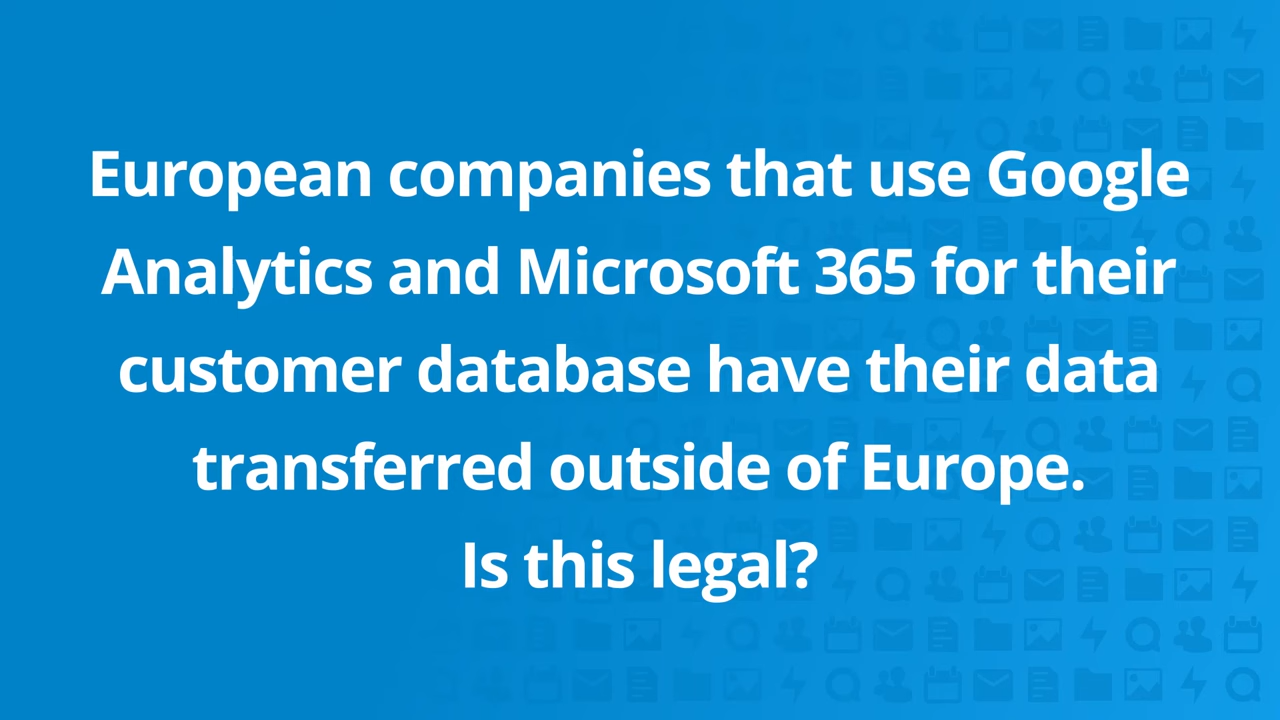 European companies that use Google
Analytics and Microsoft 365 for their
customer database have their data
transferred outside of Europe.
Is this legal?